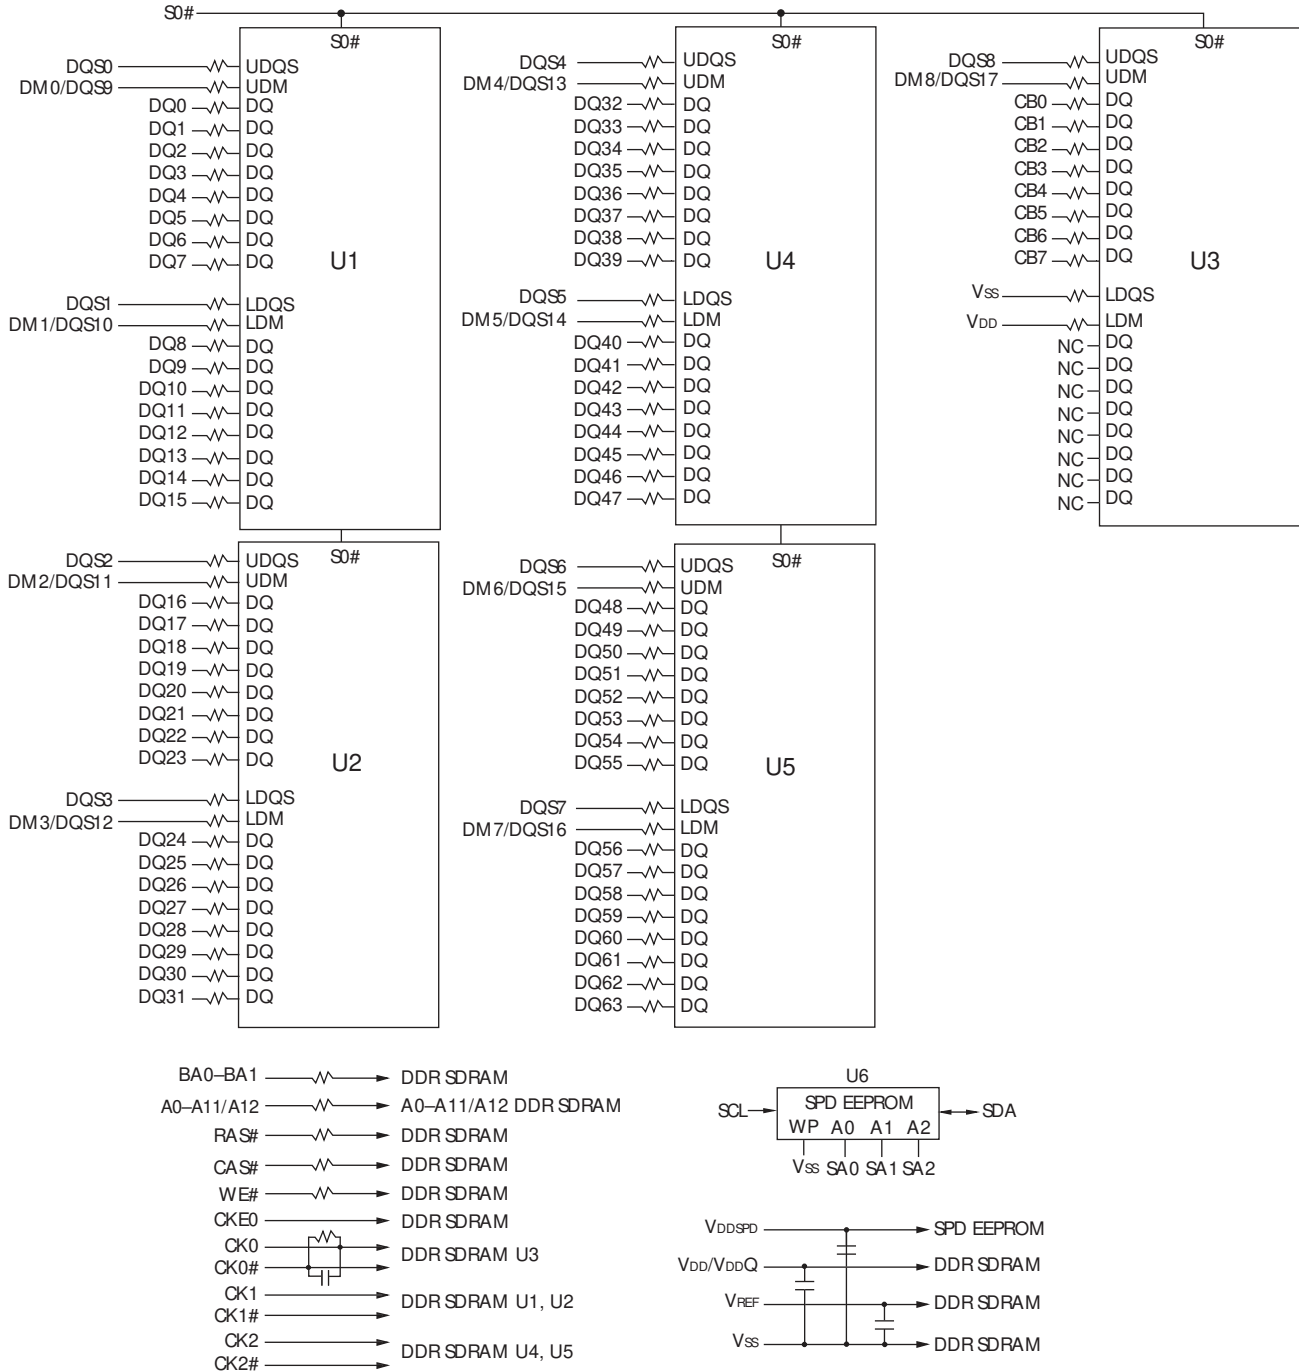 S0#
S0#
DQS0 UDQS
DM0/DQS9 UDM
DQ0 DQ
DQ1 DQ
DQ2 DQ
DQ3 DQ
DQ4 DQ
DQ5 DQ
DQ6 DQ
DQ7 DQ
U1
DQS1 LDQS
DM1/DQS10 LDM
DQ8 DQ
DQ9 DQ
DQ10 DQ
DQ11 DQ
DQ12 DQ
DQ13 DQ
DQ14 DQ
DQ15 DQ
S0#
DQS2 UDQS
DM2/DQS11 UDM
DQ16 DQ
DQ17 DQ
DQ18 DQ
DQ19 DQ
DQ20 DQ
DQ21 DQ
DQ22 DQ
DQ23 DQ
U2
DQS3 LDQS
DM3/DQS12 LDM
DQ24 DQ
DQ25 DQ
DQ26 DQ
DQ27 DQ
DQ28 DQ
DQ29 DQ
DQ30 DQ
DQ31 DQ
S0#
DQS4 UDQS
DM4/DQS13 UDM
DQ32 DQ
DQ33 DQ
DQ34 DQ
DQ35 DQ
DQ36 DQ
DQ37 DQ
DQ38 DQ
DQ39 DQ
U4
DQS5 LDQS
DM5/DQS14 LDM
DQ40 DQ
DQ41 DQ
DQ42 DQ
DQ43 DQ
DQ44 DQ
DQ45 DQ
DQ46 DQ
DQ47 DQ
S0#
DQS6 UDQS
DM6/DQS15 UDM
DQ48 DQ
DQ49 DQ
DQ50 DQ
DQ51 DQ
DQ52 DQ
DQ53 DQ
DQ54 DQ
DQ55 DQ
U5
DQS7 LDQS
DM7/DQS16 LDM
DQ56 DQ
DQ57 DQ
DQ58 DQ
DQ59 DQ
DQ60 DQ
DQ61 DQ
DQ62 DQ
DQ63 DQ
S0#
DQS8 UDQS
DM8/DQS17 UDM
CB0 DQ
CB1 DQ
CB2 DQ
CB3 DQ
CB4 DQ
CB5 DQ
CB6 DQ
CB7 DQ
U3
VSS LDQS
VDD LDM
NC DQ
NC DQ
NC DQ
NC DQ
NC DQ
NC DQ
NC DQ
NC DQ
BA0–BA1 DDR SDRAM
A0–A11/A12 A0–A11/A12 DDR SDRAM
RAS# DDR SDRAM
CAS# DDR SDRAM
WE# DDR SDRAM
CKE0 DDR SDRAM
CK0
DDR SDRAM U3
CK0#
CK1
DDR SDRAM U1, U2
CK1#
CK2
DDR SDRAM U4, U5
CK2#
U6
SPD EEPROM
SCL SDA
WP A0 A1 A2
VSS SA0 SA1 SA2
VDDSPD SPD EEPROM
VDD/VDDQ DDR SDRAM
VREF DDR SDRAM
VSS DDR SDRAM